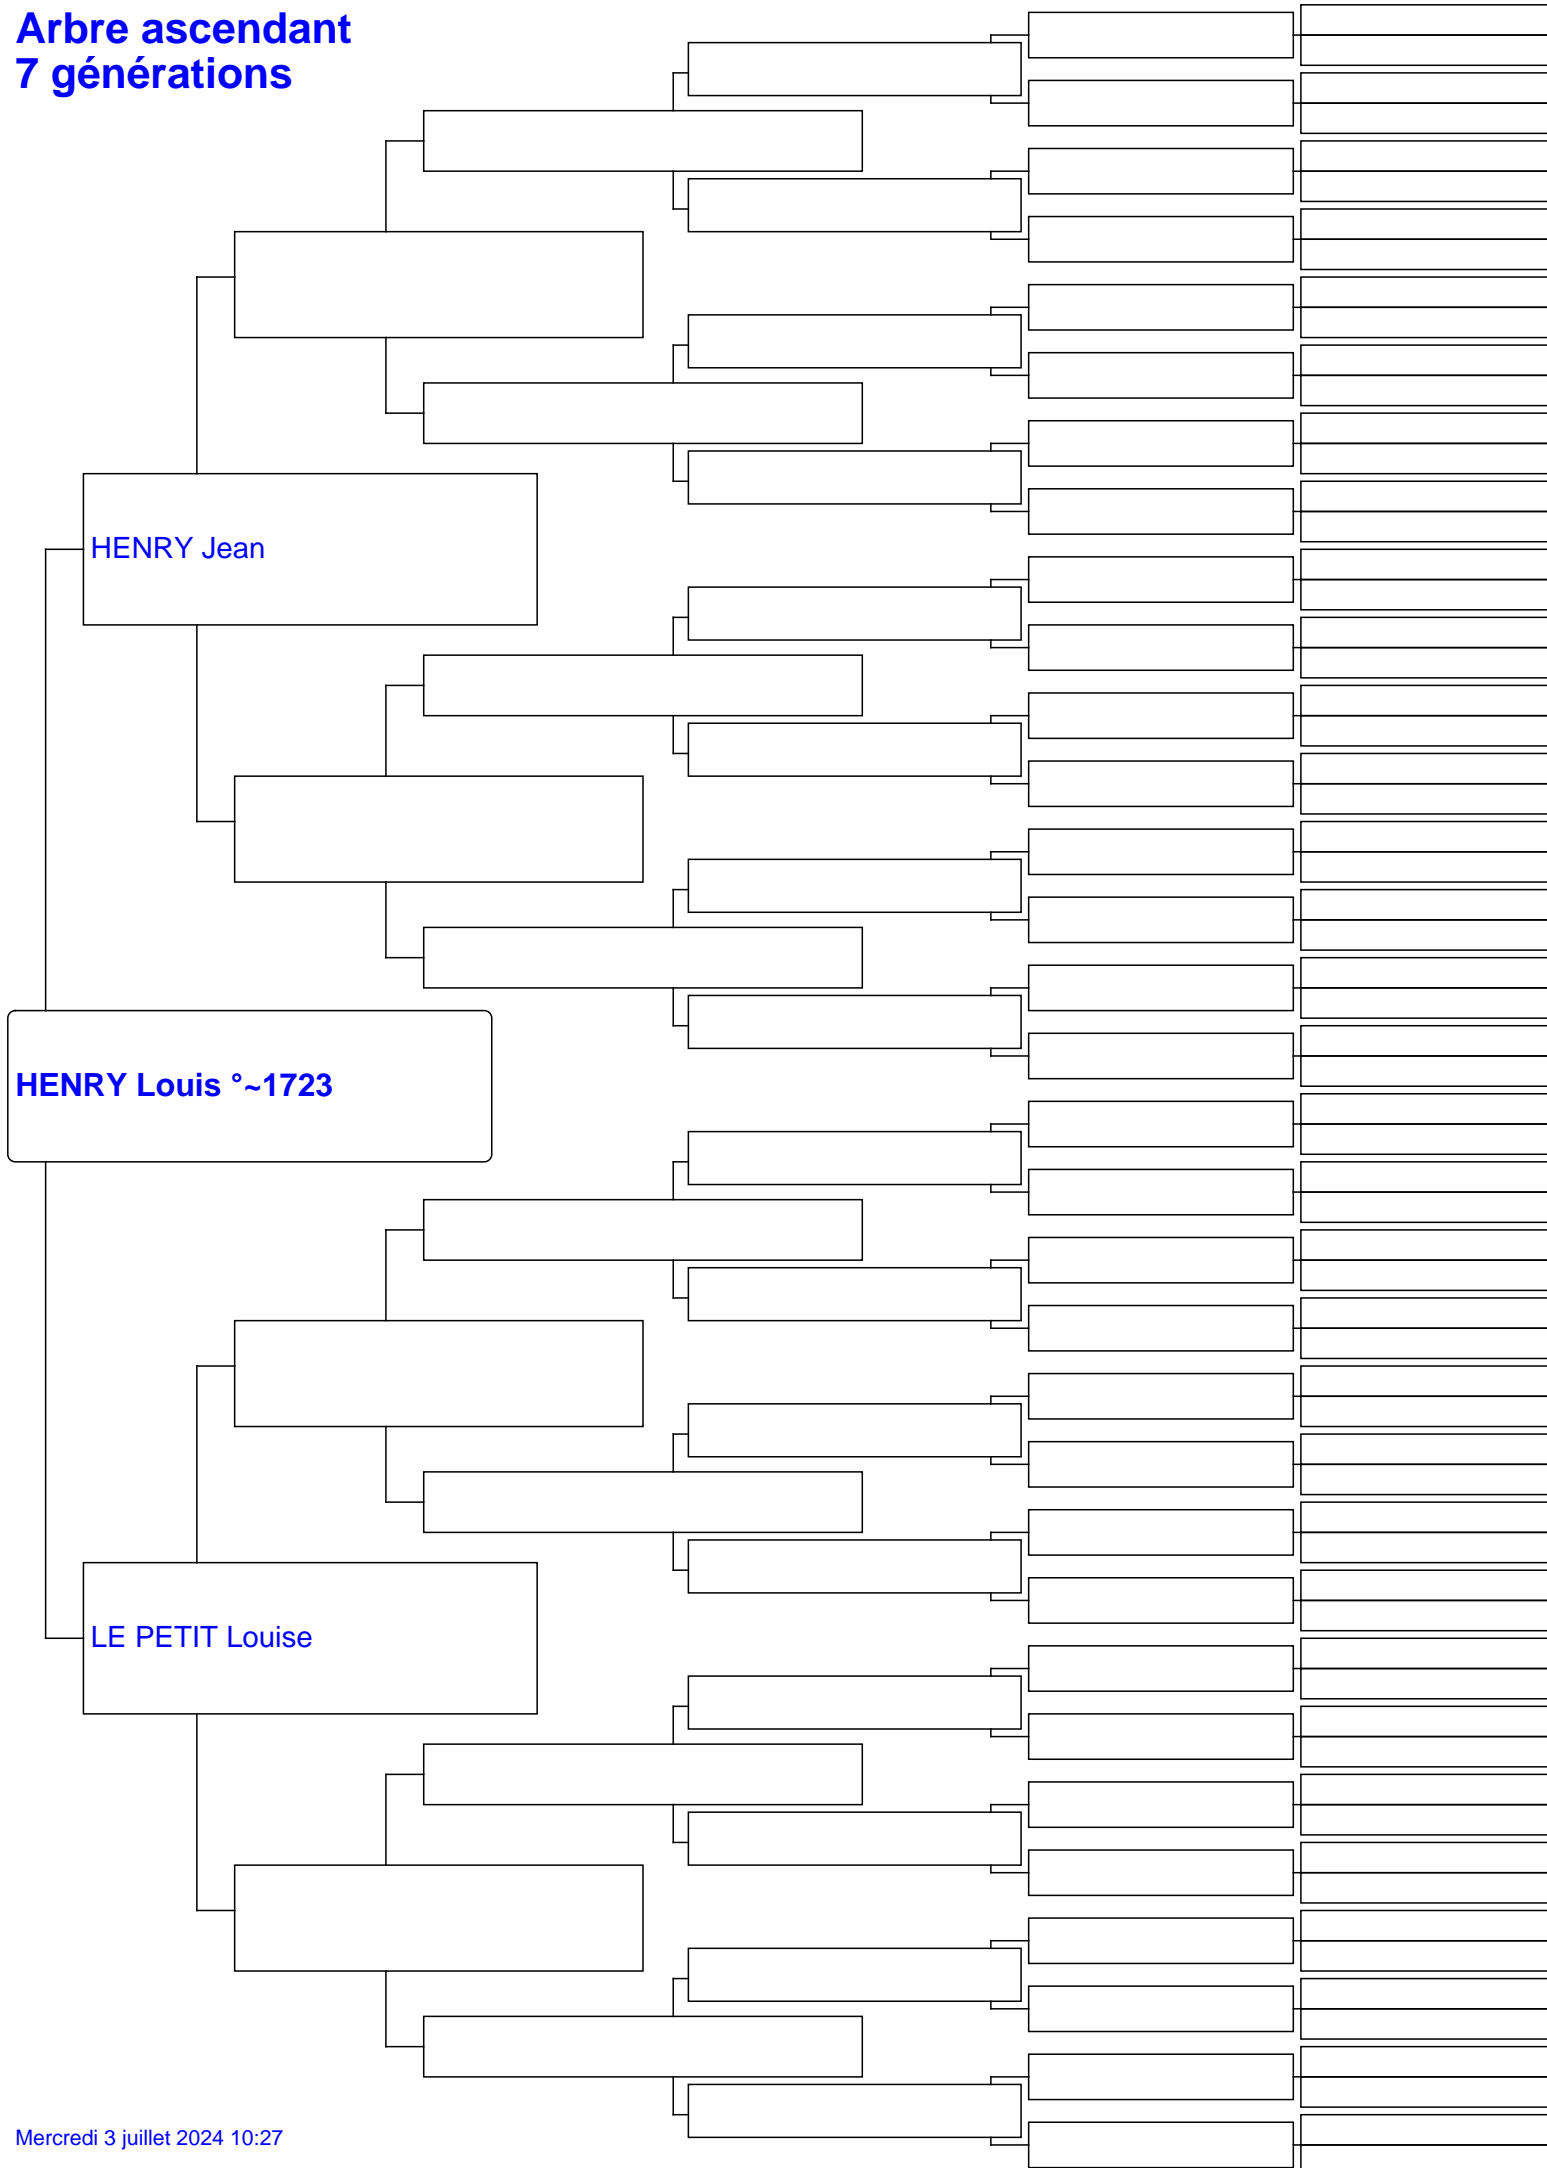 Arbre ascendant
7 générations
HENRY Jean
HENRY Louis °~1723
LE PETIT Louise
Mercredi 3 juillet 2024 10:27